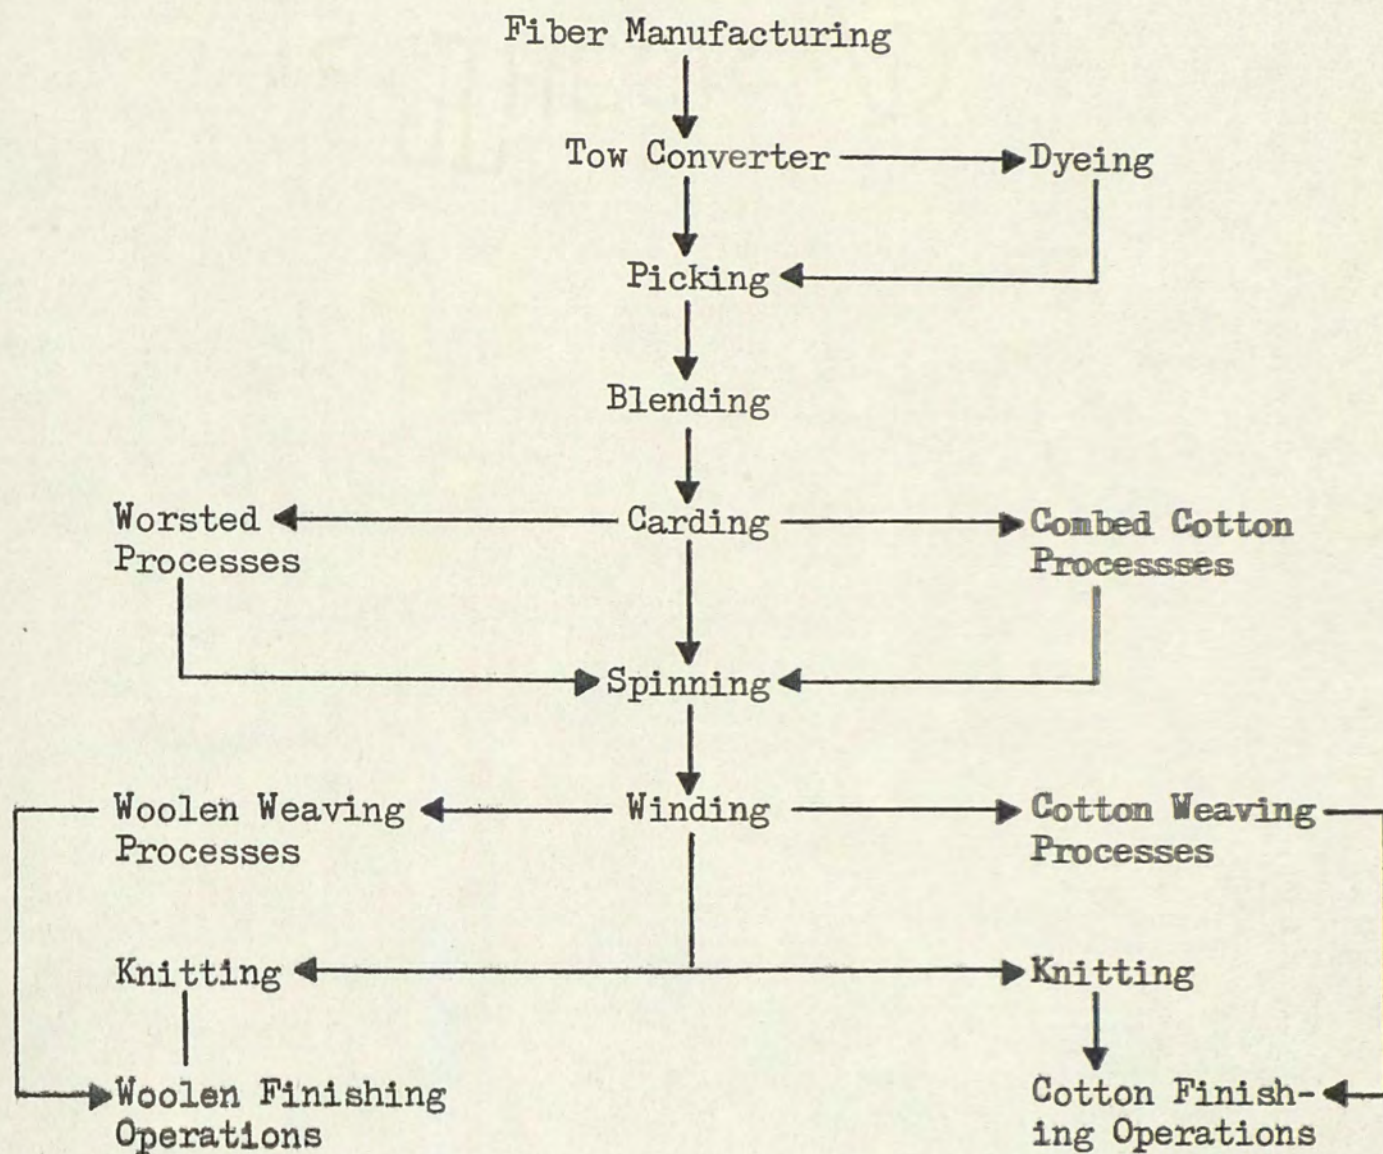 Fiber Manufacturing
Tow Converter
Dyeing
Picking
Blending
Worsted
Processes
Carding
Combed Cotton
Processses
Spinning
Woolen Weaving
Processes
Winding
Cotton Weaving
Processes
Knitting
Knitting
Woolen Finishing
Operations
Cotton Finish-
ing Operations